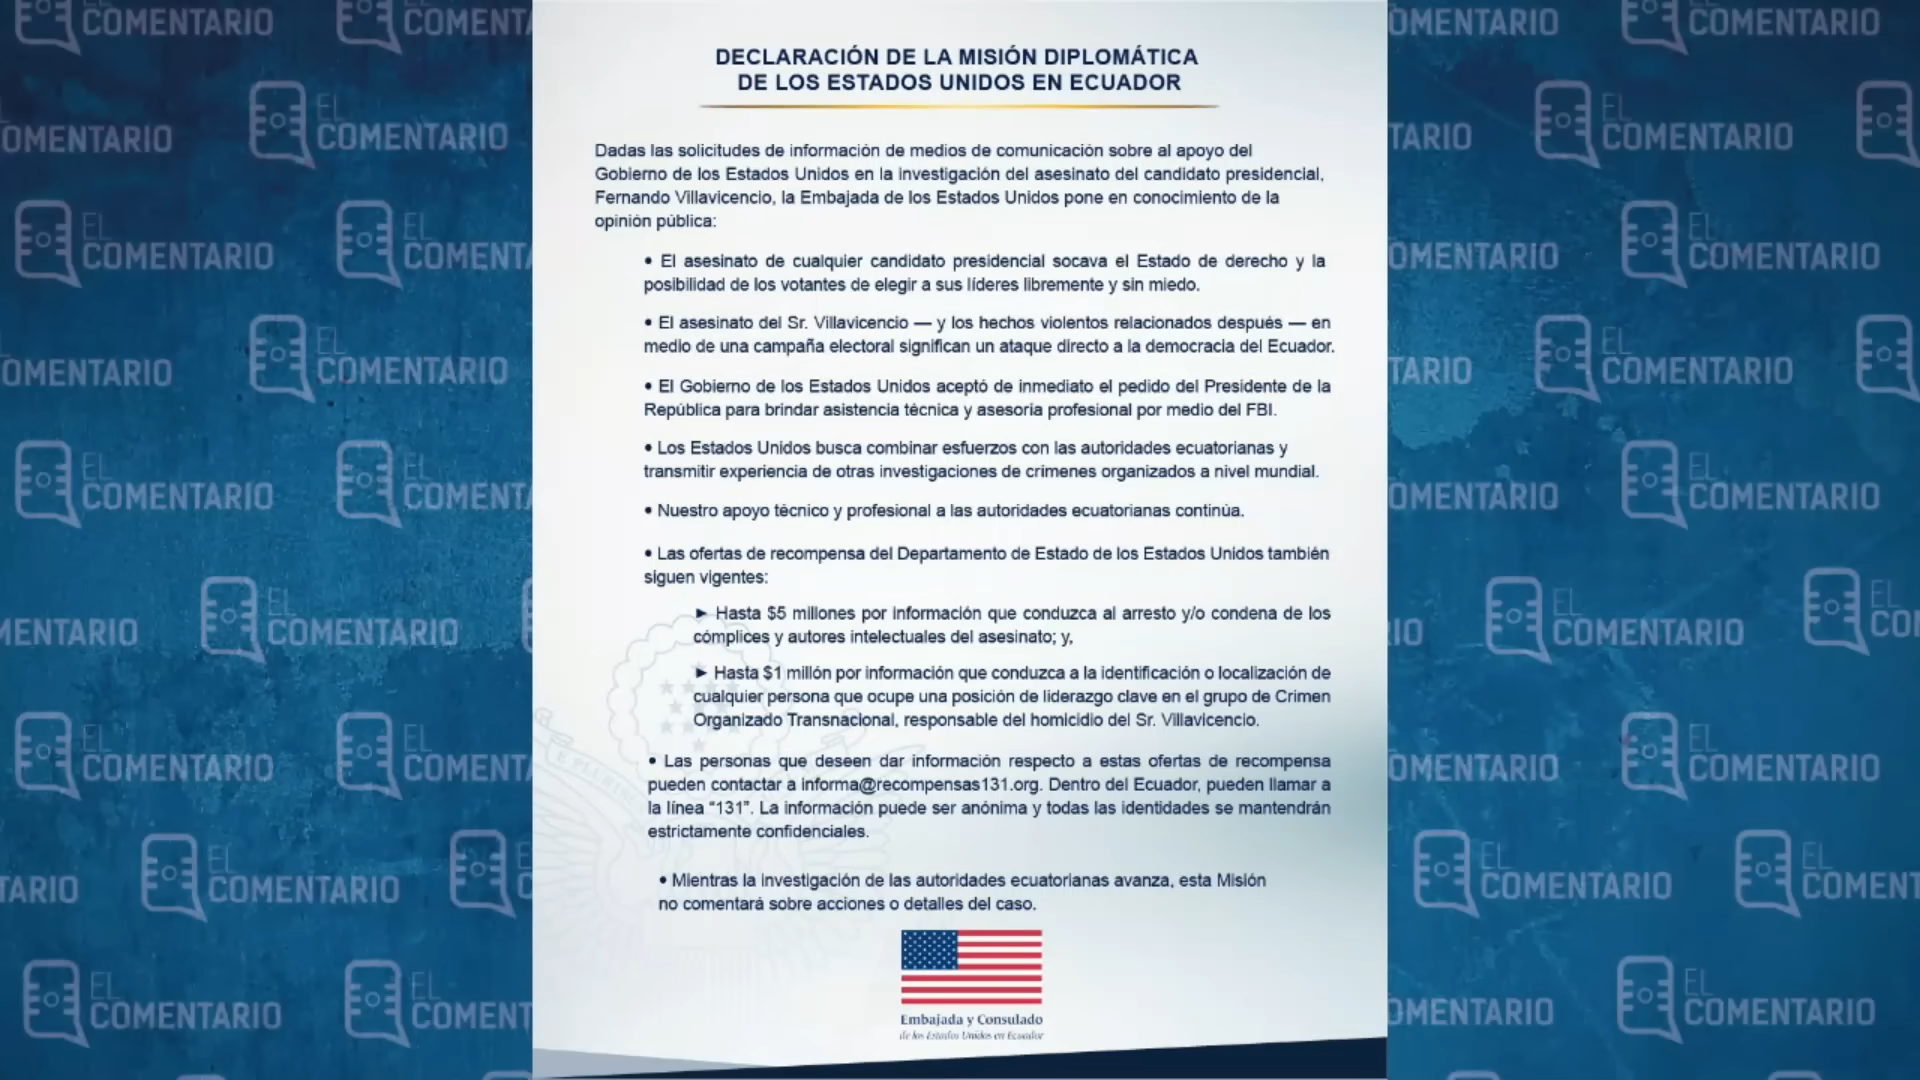 DECLARACIÓN DE LA MISIÓN DIPLOMÁTICA
DE LOS ESTADOS UNIDOS EN ECUADOR
Dadas las solicitudes de información de medios de comunicación sobre al apoyo del
Gobierno de los Estados Unidos en la investigación del asesinato del candidato presidencial,
Fernando Villavicencio, la Embajada de los Estados Unidos pone en conocimiento de la
opinión pública:
• El asesinato de cualquier candidato presidencial socava el Estado de derecho y la
posibilidad de los votantes de elegir a sus líderes libremente y sin miedo.
• El asesinato del Sr. Villavicencio — y los hechos violentos relacionados después — en
medio de una campaña electoral significan un ataque directo a la democracia del Ecuador.
• El Gobierno de los Estados Unidos aceptó de inmediato el pedido del Presidente de la
República para brindar asistencia técnica y asesoría profesional por medio del FBI.
• Los Estados Unidos busca combinar esfuerzos con las autoridades ecuatorianas y
transmitir experiencia de otras investigaciones de crímenes organizados a nivel mundial.
• Nuestro apoyo técnico y profesional a las autoridades ecuatorianas continúa.
• Las ofertas de recompensa del Departamento de Estado de los Estados Unidos también
siguen vigentes:
► Hasta $5 millones por información que conduzca al arresto y/o condena de los
cómplices y autores intelectuales del asesinato; y,
► Hasta $1 millón por información que conduzca a la identificación o localización de
cualquier persona que ocupe una posición de liderazgo clave en el grupo de Crimen
Organizado Transnacional, responsable del homicidio del Sr. Villavicencio.
• Las personas que deseen dar información respecto a estas ofertas de recompensa
pueden contactar a informa@recompensas131.org. Dentro del Ecuador, pueden llamar a
la línea “131”. La información puede ser anónima y todas las identidades se mantendrán
estrictamente confidenciales.
• Mientras la investigación de las autoridades ecuatorianas avanza, esta Misión
no comentará sobre acciones o detalles del caso.
Embajada y Consulado
de los Estados Unidos en Ecuador
EL
COMENTARIO